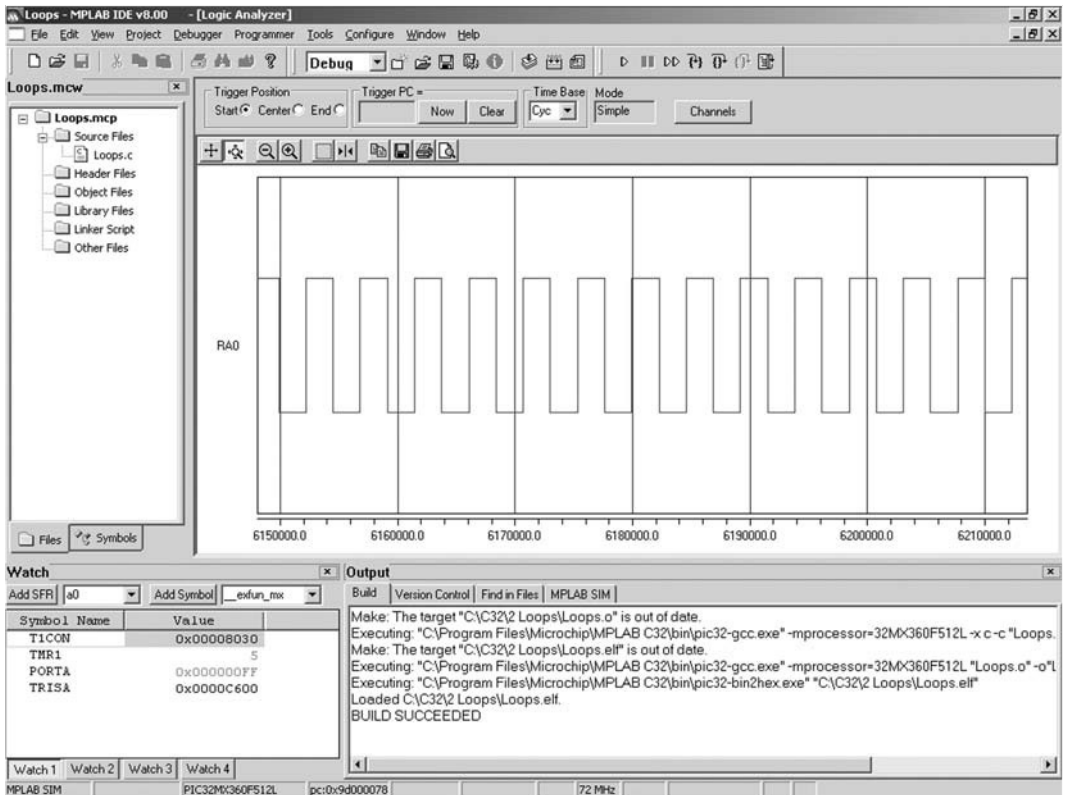 Loops - MPLAB IDE v8.00 - [Logic Analyzer]
File Edit View Project Debugger Programmer Tools Configure Window Help
Debug
Loops.mcw
Loops.mcp
Source Files
Loops.c
Header Files
Object Files
Library Files
Linker Script
Other Files
Files Symbols
Trigger Position
Start Center End
Trigger PC =
Now Clear
Time Base
Cyc
Mode
Simple
Channels
RA0
6150000.0 6160000.0 6170000.0 6180000.0 6190000.0 6200000.0 6210000.0
Watch
Add SFR a0 Add Symbol __exfun_mx
Symbol Name Value
T1CON 0x00008030
TMR1 5
PORTA 0x000000FF
TRISA 0x0000C600
Watch 1 Watch 2 Watch 3 Watch 4
Output
Build Version Control Find in Files MPLAB SIM
Make: The target "C:\C32\2 Loops\Loops.o" is out of date.
Executing: "C:\Program Files\Microchip\MPLAB C32\bin\pic32-gcc.exe" -mprocessor=32MX360F512L -x c -c "Loops.
Make: The target "C:\C32\2 Loops\Loops.elf" is out of date.
Executing: "C:\Program Files\Microchip\MPLAB C32\bin\pic32-gcc.exe" -mprocessor=32MX360F512L "Loops.o" -o"L
Executing: "C:\Program Files\Microchip\MPLAB C32\bin\pic32-bin2hex.exe" "C:\C32\2 Loops\Loops.elf"
Loaded C:\C32\2 Loops\Loops.elf.
BUILD SUCCEEDED
MPLAB SIM PIC32MX360F512L pc:0x9d000078 72 MHz